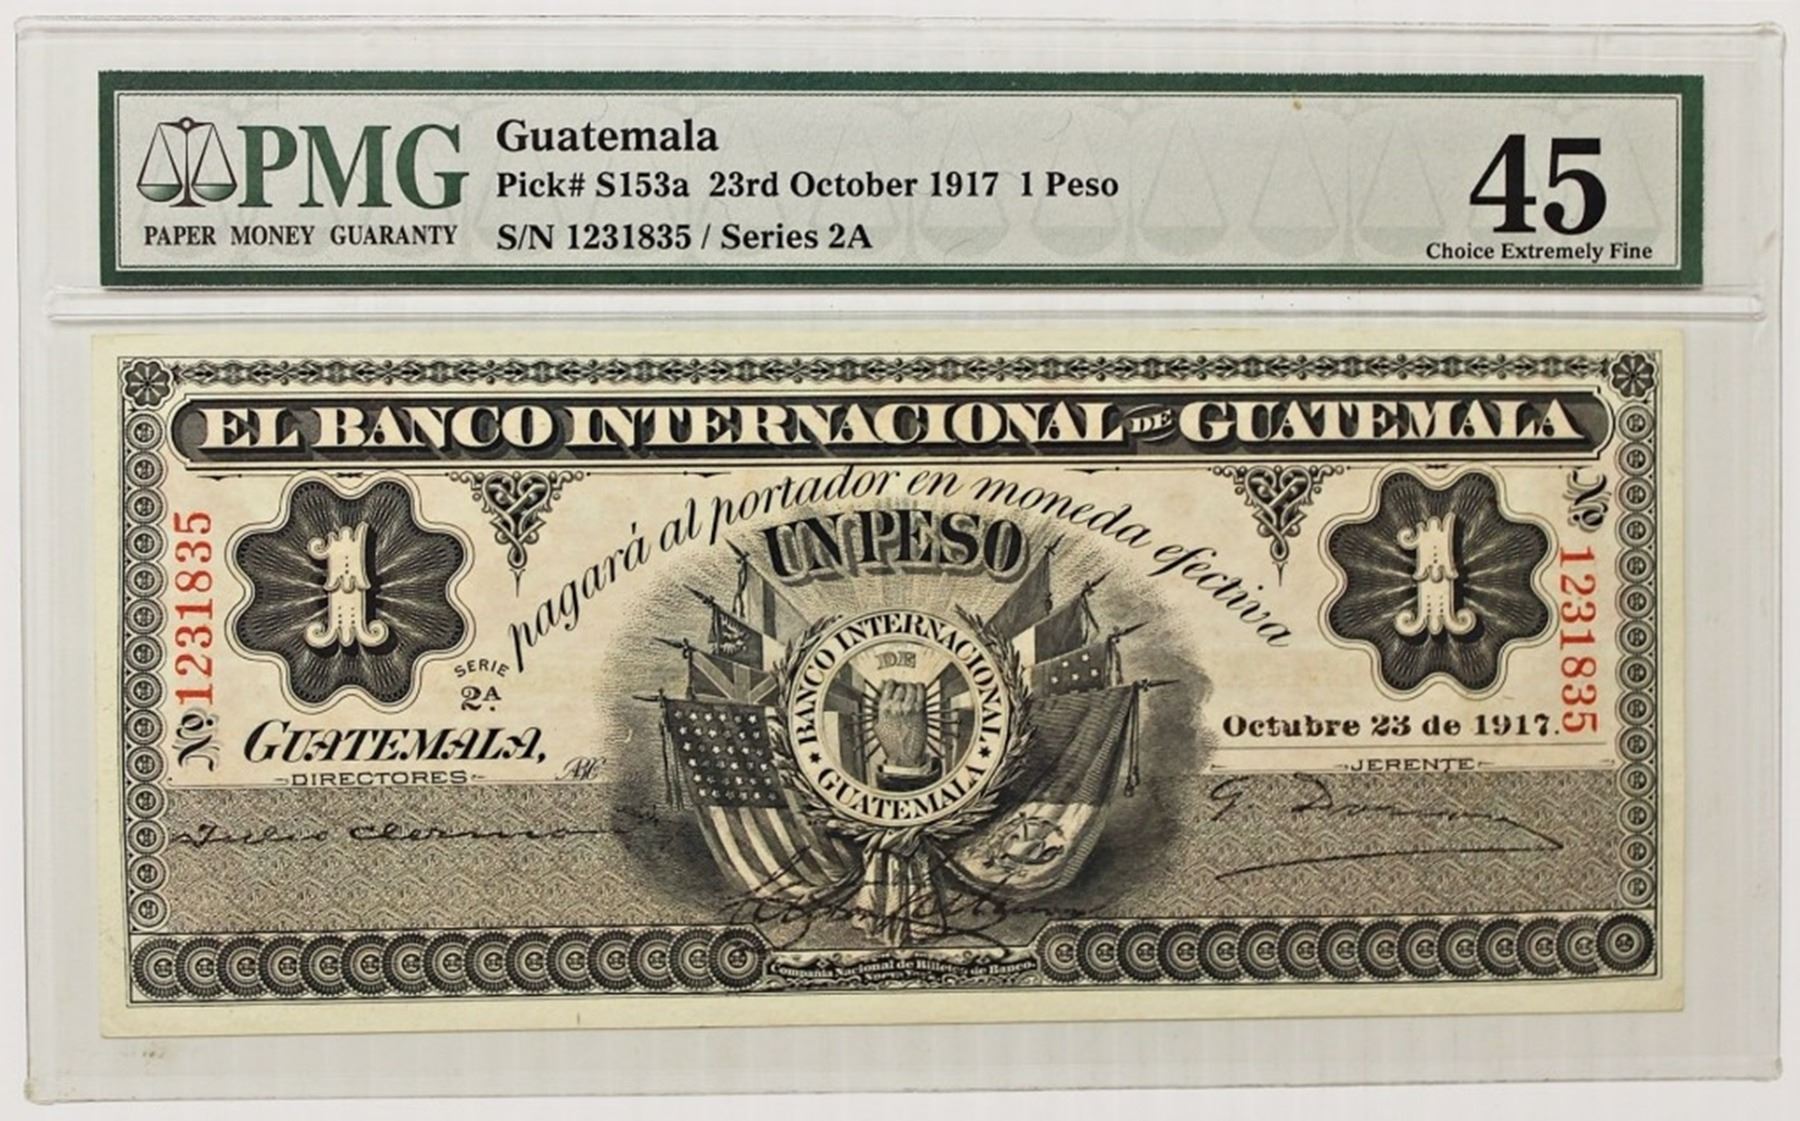 PMG
PAPER MONEY GUARANTY
Guatemala
Pick# S153a 23rd October 1917 1 Peso
S/N 1231835 / Series 2A
45
Choice Extremely Fine
EL BANCO INTERNACIONAL DE GUATEMALA
pagará al portador en moneda efectiva
UN PESO
1
1
No. 1231835
No. 1231835
SERIE
2A.
BANCO INTERNACIONAL
DE
GUATEMALA
GUATEMALA,
Octubre 23 de 1917.
DIRECTORES
JERENTE
Compañia Nacional de Billetes de Banco.